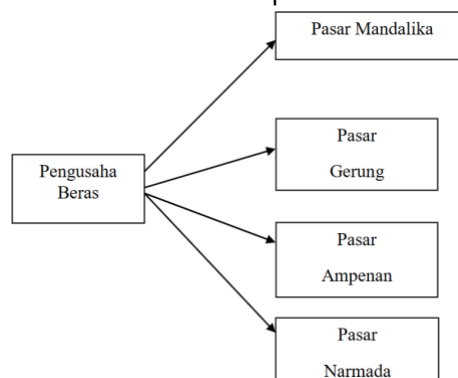 Pasar Mandalika
Pasar
Gerung
Pengusaha
Beras
Pasar
Ampenan
Pasar
Narmada